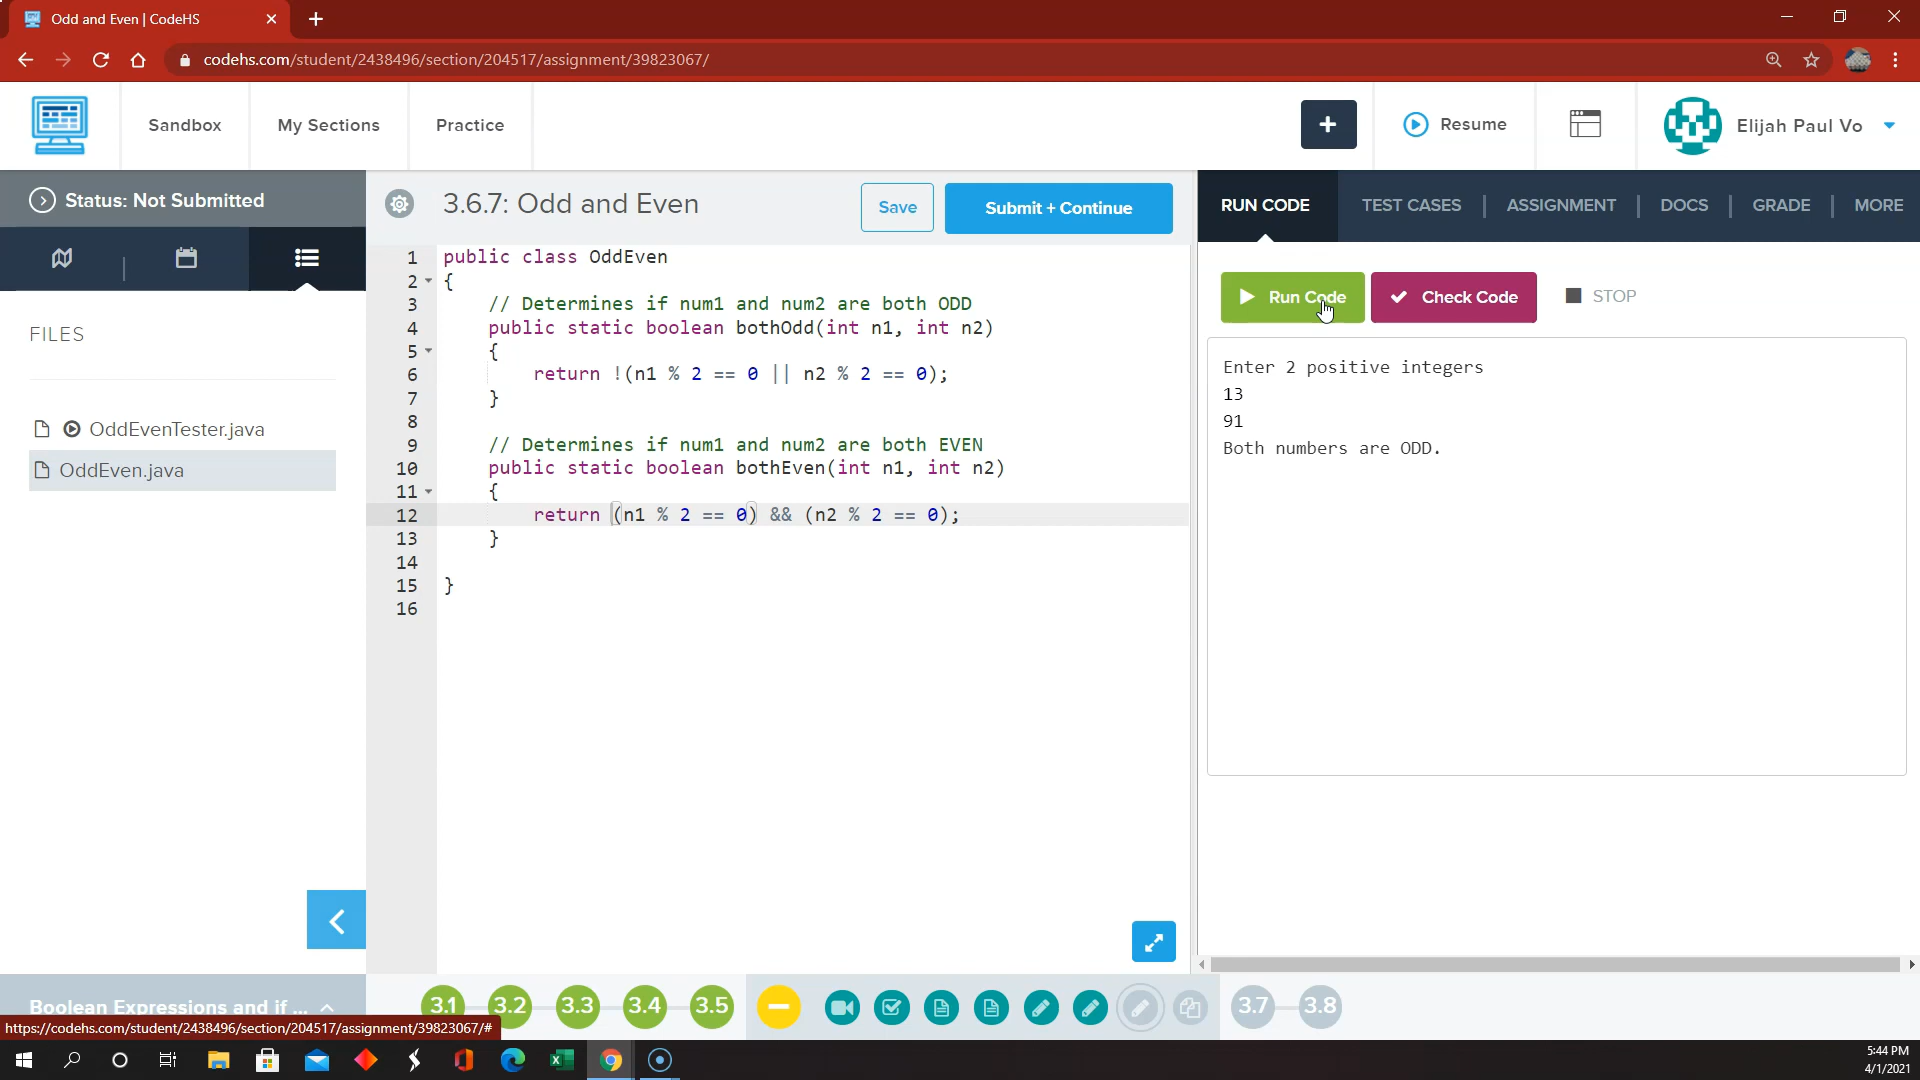 Odd and Even | CodeHS
codehs.com/student/2438496/section/204517/assignment/39823067/
Sandbox
My Sections
Practice
+
Resume
Elijah Paul Vo
Status: Not Submitted
3.6.7: Odd and Even
Save
Submit + Continue
RUN CODE
TEST CASES
ASSIGNMENT
DOCS
GRADE
MORE
FILES
OddEvenTester.java
OddEven.java
1 public class OddEven
2 {
3 // Determines if num1 and num2 are both ODD
4 public static boolean bothOdd(int n1, int n2)
5 {
6 return !(n1 % 2 == 0 || n2 % 2 == 0);
7 }
8
9 // Determines if num1 and num2 are both EVEN
10 public static boolean bothEven(int n1, int n2)
11 {
12 return (n1 % 2 == 0) && (n2 % 2 == 0);
13 }
14
15 }
16
Run Code
Check Code
STOP
Enter 2 positive integers
13
91
Both numbers are ODD.
Boolean Expressions and if ...
3.1
3.2
3.3
3.4
3.5
3.7
3.8
https://codehs.com/student/2438496/section/204517/assignment/39823067/#
5:44 PM
4/1/2021